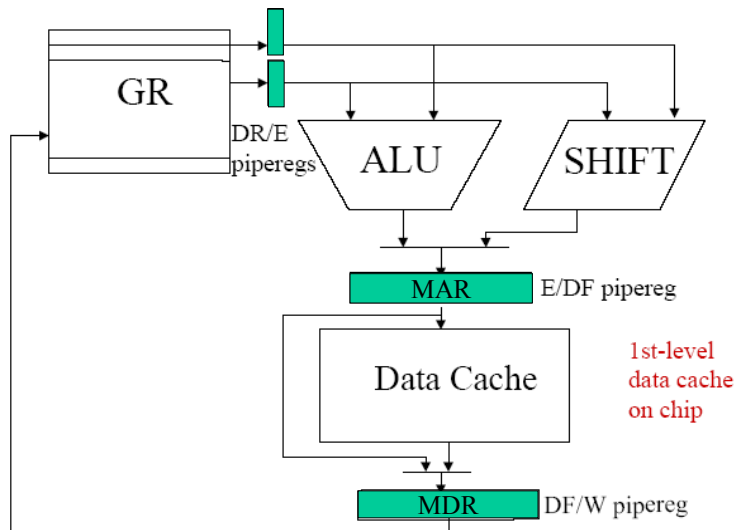 GR
DR/E
piperegs
ALU
SHIFT
MAR
E/DF pipereg
Data Cache
1st-level
data cache
on chip
MDR
DF/W pipereg